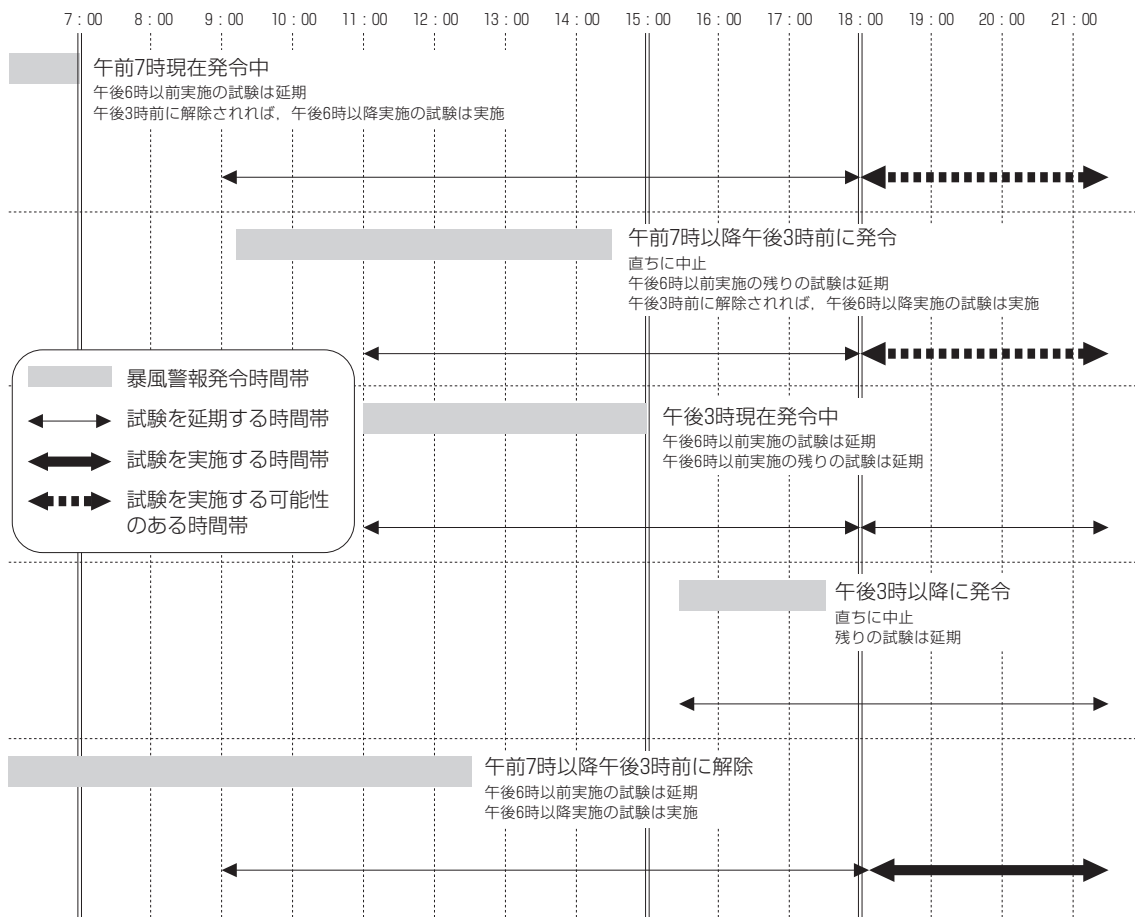 7：00 8：00 9：00 10：00 11：00 12：00 13：00 14：00 15：00 16：00 17：00 18：00 19：00 20：00 21：00
午前7時現在発令中
午後6時以前実施の試験は延期
午後3時前に解除されれば，午後6時以降実施の試験は実施
午前7時以降午後3時前に発令
直ちに中止
午後6時以前実施の残りの試験は延期
午後3時前に解除されれば，午後6時以降実施の試験は実施
暴風警報発令時間帯
試験を延期する時間帯
試験を実施する時間帯
試験を実施する可能性
のある時間帯
午後3時現在発令中
午後6時以前実施の試験は延期
午後6時以前実施の残りの試験は延期
午後3時以降に発令
直ちに中止
残りの試験は延期
午前7時以降午後3時前に解除
午後6時以前実施の試験は延期
午後6時以降実施の試験は実施